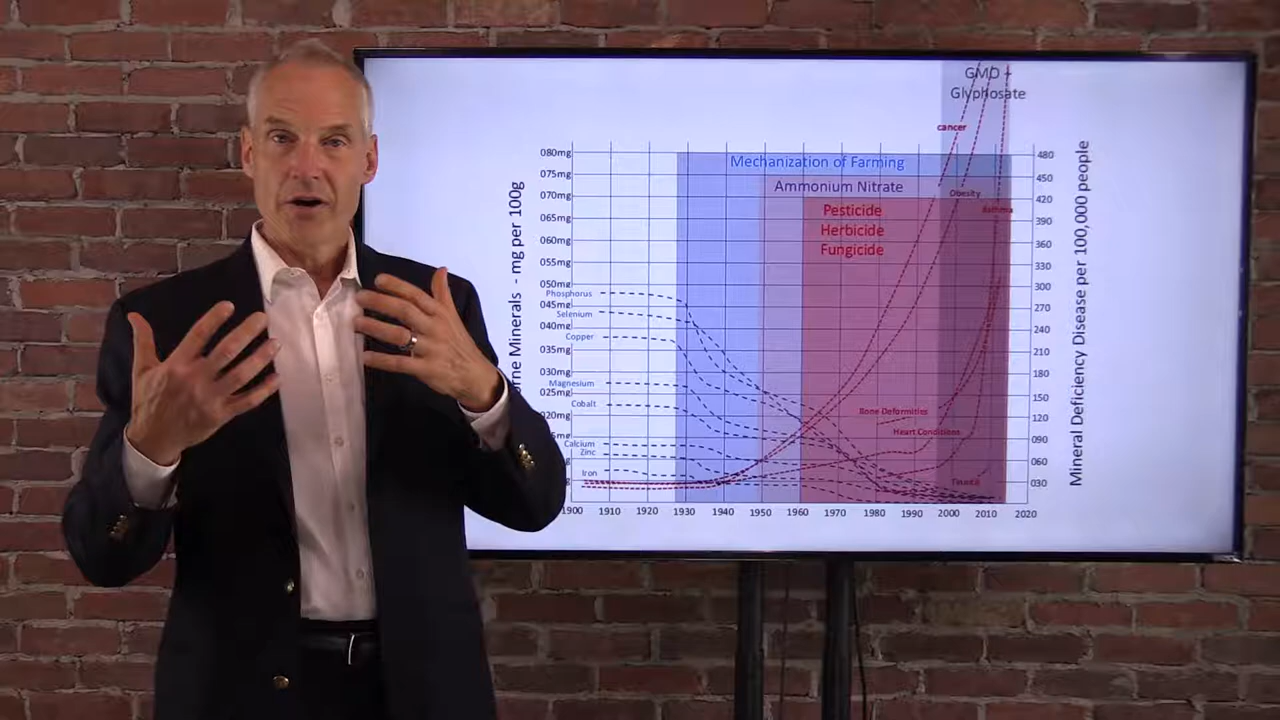 GMO +
Glyphosate
cancer
Mechanization of Farming
Ammonium Nitrate
Obesity
Asthma
Pesticide
Herbicide
Fungicide
Bone Deformities
Heart Conditions
Minerals - mg per 100g
Mineral Deficiency Disease per 100,000 people
080mg
075mg
070mg
065mg
060mg
055mg
050mg
045mg
040mg
035mg
030mg
025mg
020mg
Phosphorus
Selenium
Copper
Magnesium
Cobalt
Calcium
Zinc
Iron
480
450
420
390
360
330
300
270
240
210
180
150
120
090
060
030
1900 1910 1920 1930 1940 1950 1960 1970 1980 1990 2000 2010 2020